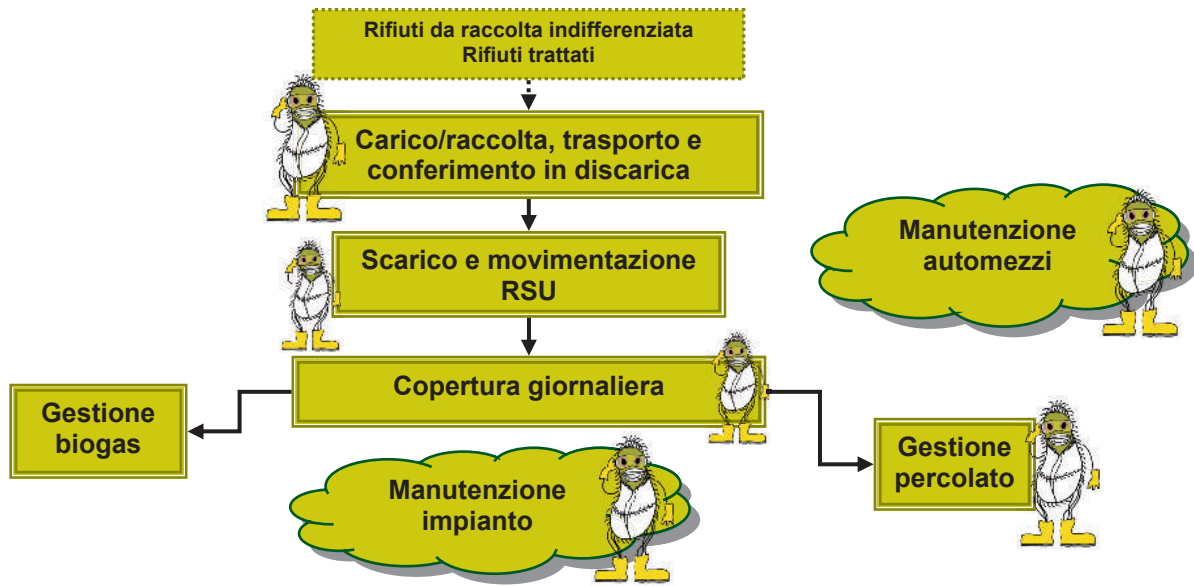 Rifiuti da raccolta indifferenziata
Rifiuti trattati
Carico/raccolta, trasporto e
conferimento in discarica
Scarico e movimentazione
RSU
Manutenzione
automezzi
Copertura giornaliera
Gestione
biogas
Gestione
percolato
Manutenzione
impianto